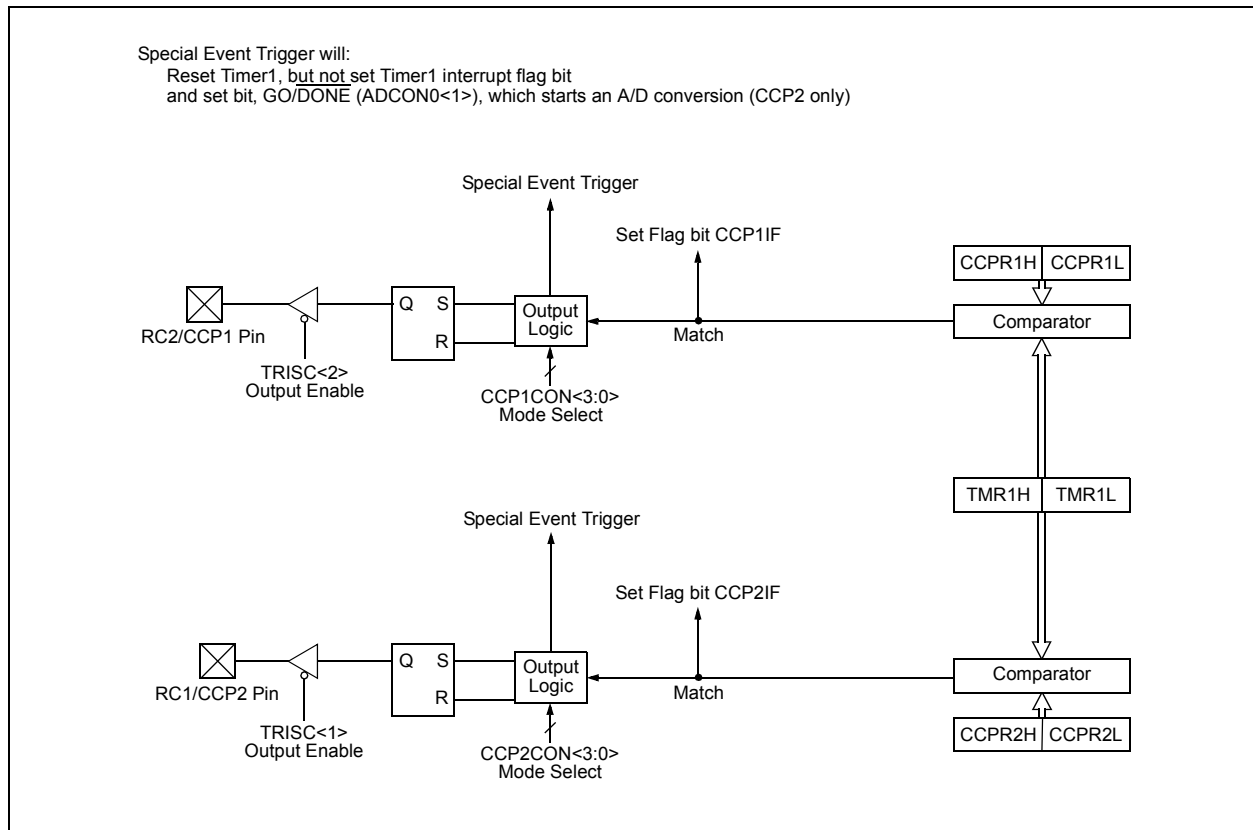 Special Event Trigger will:
Reset Timer1, but not set Timer1 interrupt flag bit
and set bit, GO/DONE (ADCON0<1>), which starts an A/D conversion (CCP2 only)
Special Event Trigger
Set Flag bit CCP1IF
CCPR1H CCPR1L
Q S
R
Output
Logic
Comparator
RC2/CCP1 Pin
Match
TRISC<2>
Output Enable
CCP1CON<3:0>
Mode Select
TMR1H TMR1L
Special Event Trigger
Set Flag bit CCP2IF
Q S
R
Output
Logic
Comparator
RC1/CCP2 Pin
Match
TRISC<1>
Output Enable
CCPR2H CCPR2L
CCP2CON<3:0>
Mode Select